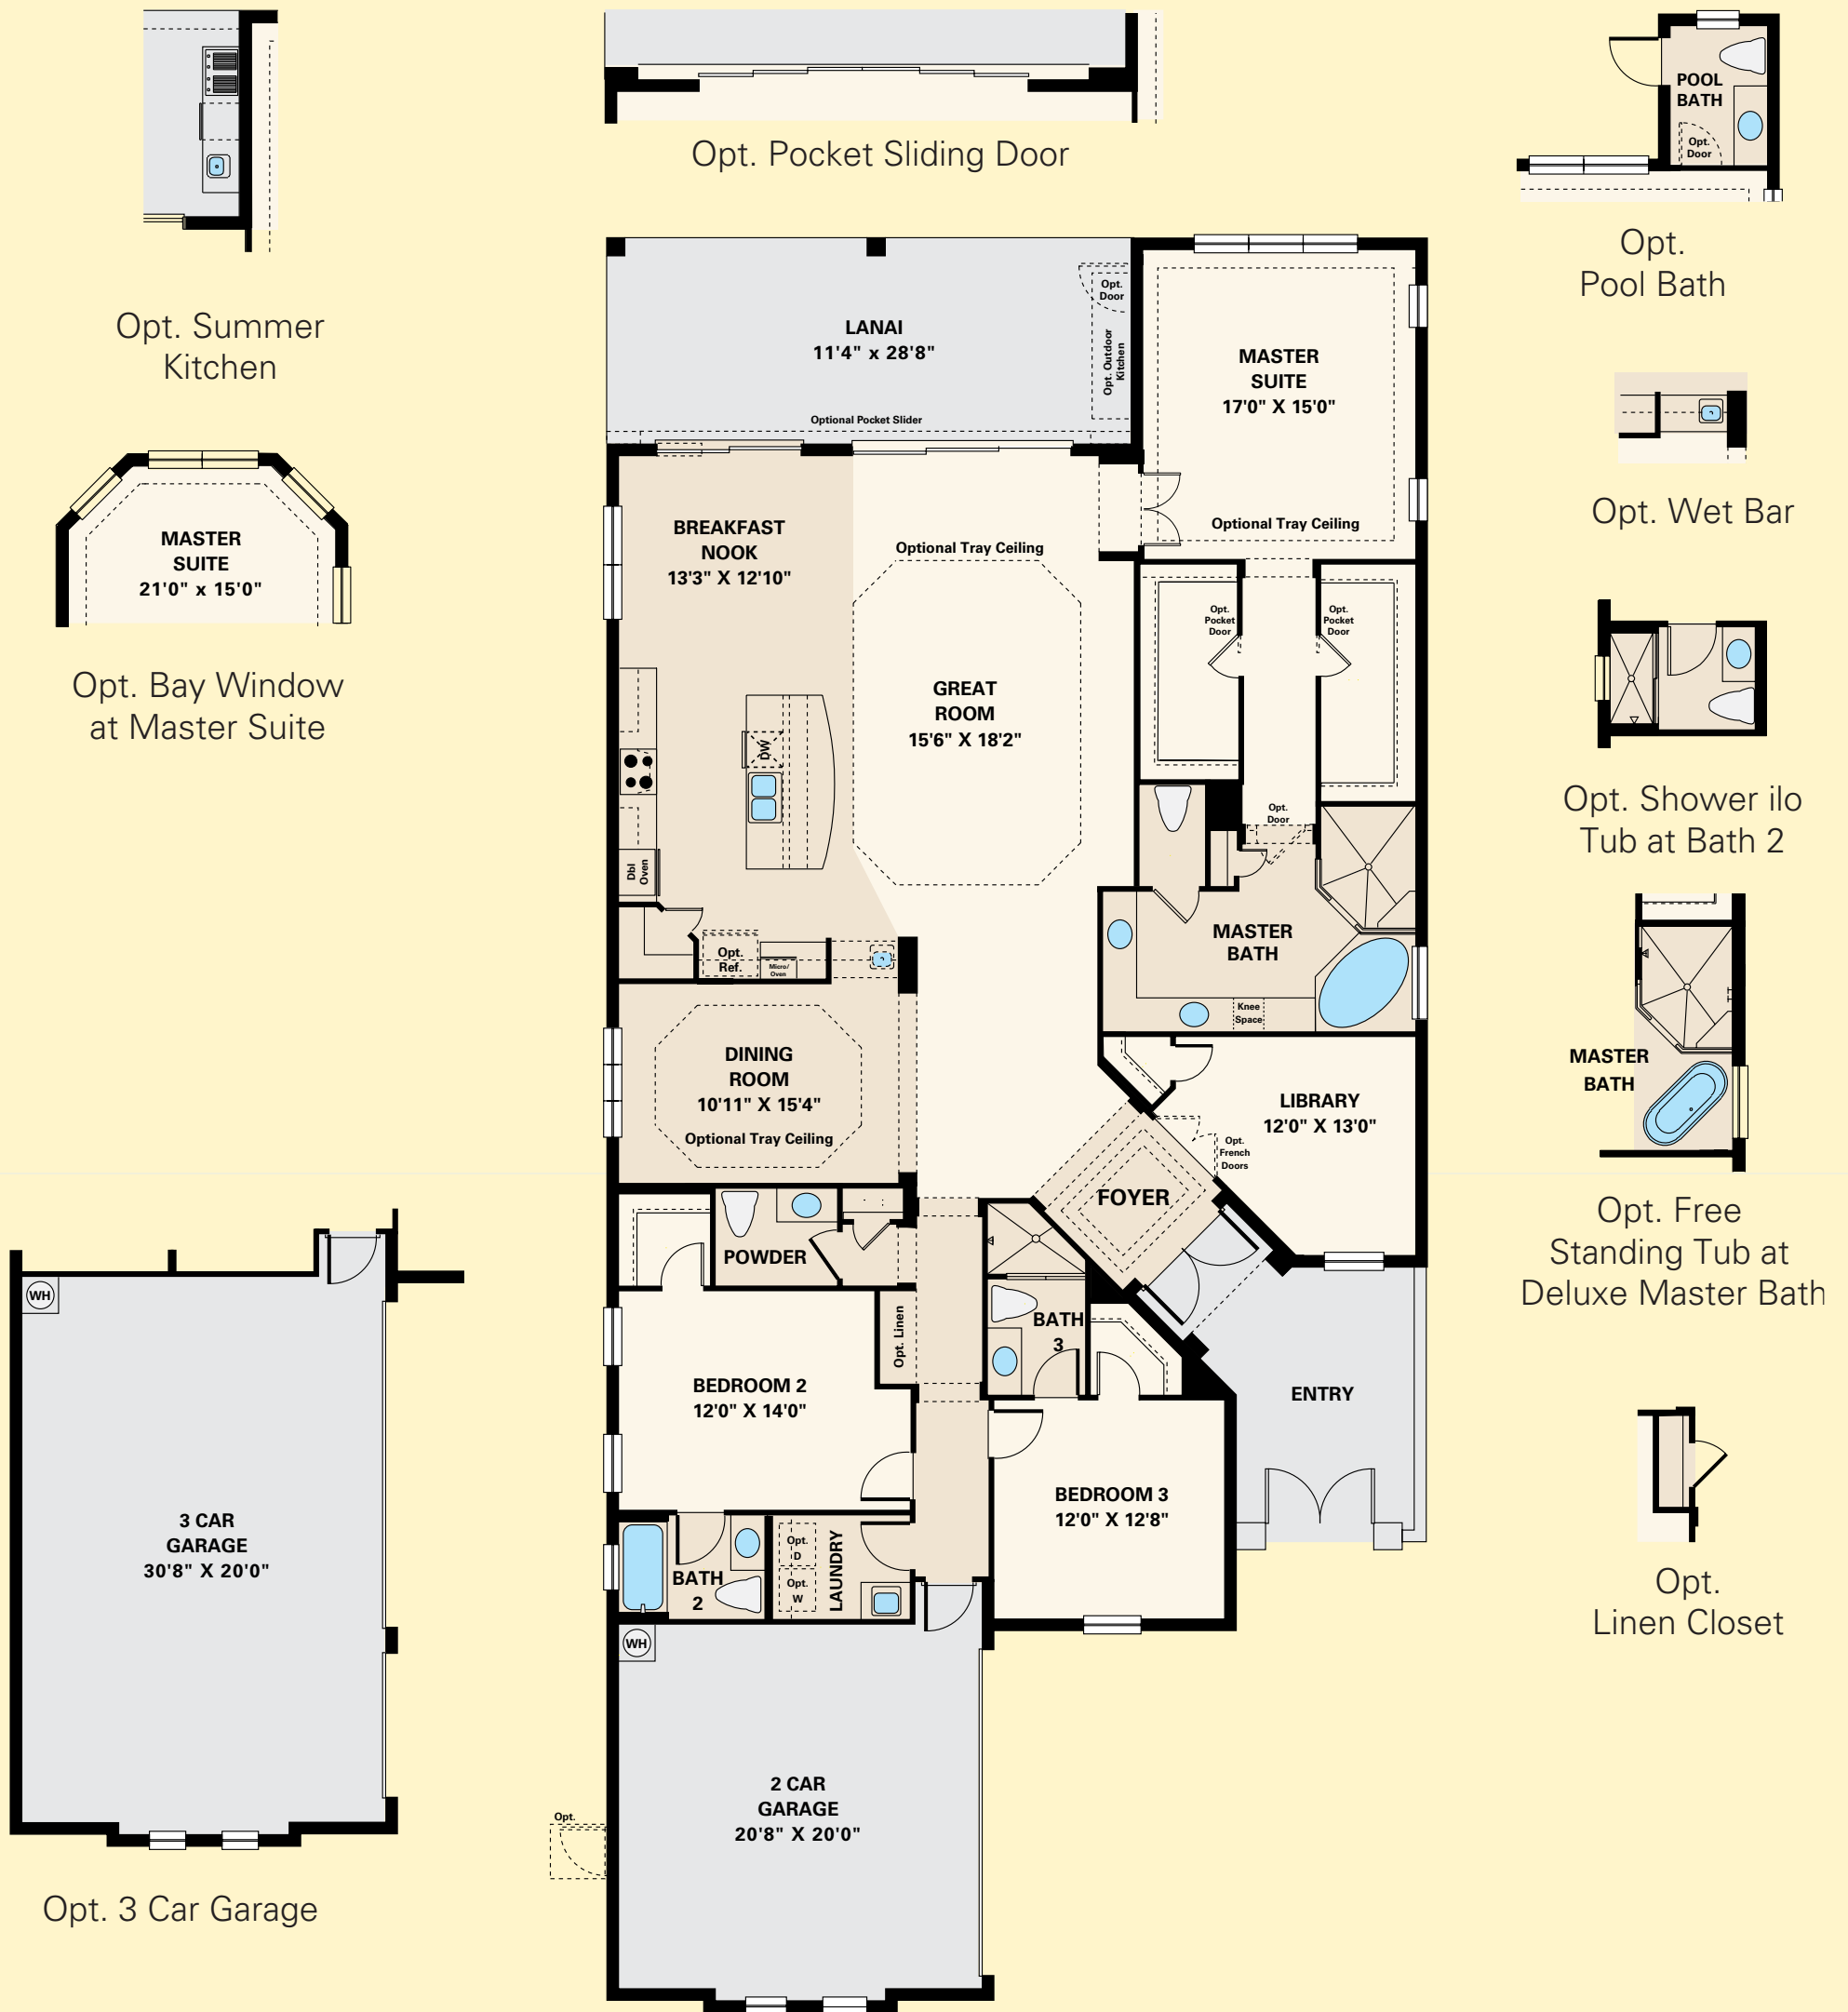 Opt. Summer
Kitchen
Opt. Pocket Sliding Door
POOL
BATH
Opt.
Door
Opt.
Pool Bath
MASTER
SUITE
21'0" x 15'0"
Opt. Bay Window
at Master Suite
LANAI
11'4" x 28'8"
Opt.
Door
Opt. Outdoor
Kitchen
Optional Pocket Slider
MASTER
SUITE
17'0" X 15'0"
Optional Tray Ceiling
Opt. Wet Bar
BREAKFAST
NOOK
13'3" X 12'10"
Optional Tray Ceiling
GREAT
ROOM
15'6" X 18'2"
Opt.
Pocket
Door
Opt.
Pocket
Door
Opt. Shower ilo
Tub at Bath 2
DW
Dbl
Oven
Opt.
Door
Opt.
Ref.
Micro/
Oven
MASTER
BATH
Knee
Space
MASTER
BATH
Opt. Free
Standing Tub at
Deluxe Master Bath
DINING
ROOM
10'11" X 15'4"
Optional Tray Ceiling
LIBRARY
12'0" X 13'0"
Opt.
French
Doors
FOYER
POWDER
BATH
3
Opt. Linen
BEDROOM 2
12'0" X 14'0"
ENTRY
BEDROOM 3
12'0" X 12'8"
Opt.
Linen Closet
BATH
2
Opt.
D
Opt.
W
LAUNDRY
WH
2 CAR
GARAGE
20'8" X 20'0"
Opt.
WH
3 CAR
GARAGE
30'8" X 20'0"
Opt. 3 Car Garage